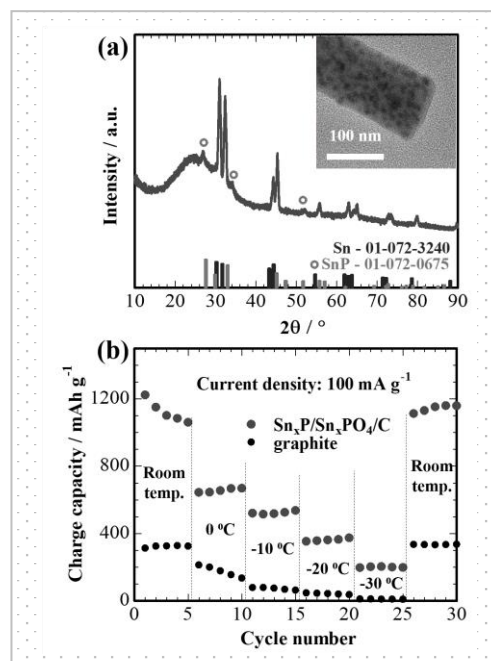 (a)
Intensity / a.u.
100 nm
Sn - 01-072-3240
SnP - 01-072-0675
10 20 30 40 50 60 70 80 90
2θ / °
(b)
Charge capacity / mAh g⁻¹
1200
800
400
0
Current density: 100 mA g⁻¹
SnₓP/SnₓPO₄/C
graphite
Room
temp.
0 °C
-10 °C
-20 °C
-30 °C
Room
temp.
0 5 10 15 20 25 30
Cycle number